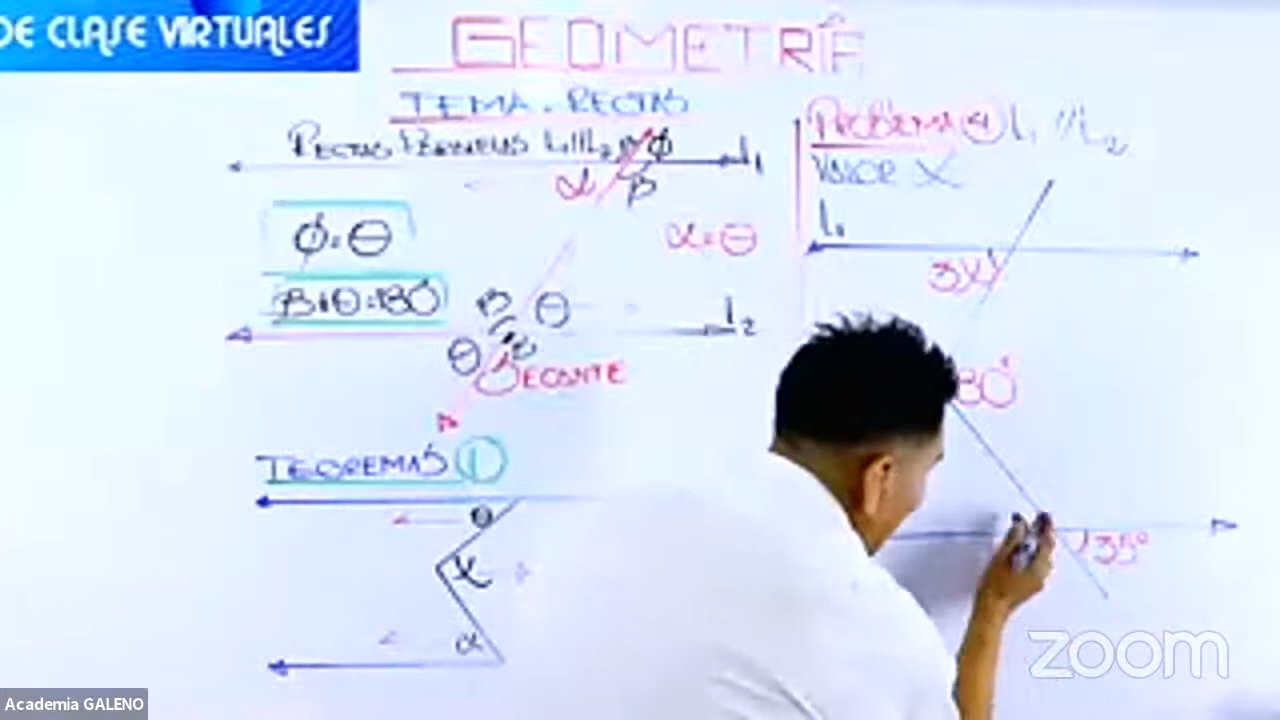 DE CLASE VIRTUALES
GEOMETRÍA
TEMA. RECTAS
RECTAS L1//L2 ϕ L1
α β
ϕ=θ
α=θ
β+θ=180°
β θ L2
θ
SECANTE
TEOREMAS 1
θ
X
α
PROBLEMA 4 L1//L2
VALOR X
L1
3X
80°
35°
zoom
Academia GALENO